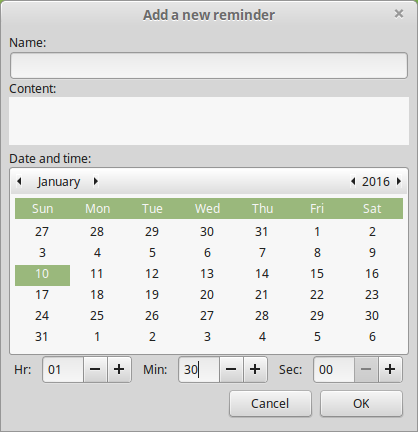 Add a new reminder ×
Name:
Content:
Date and time:
January 2016
Sun Mon Tue Wed Thu Fri Sat
27 28 29 30 31 1 2
3 4 5 6 7 8 9
10 11 12 13 14 15 16
17 18 19 20 21 22 23
24 25 26 27 28 29 30
31 1 2 3 4 5 6
Hr: 01 − + Min: 30 − + Sec: 00 − +
Cancel OK